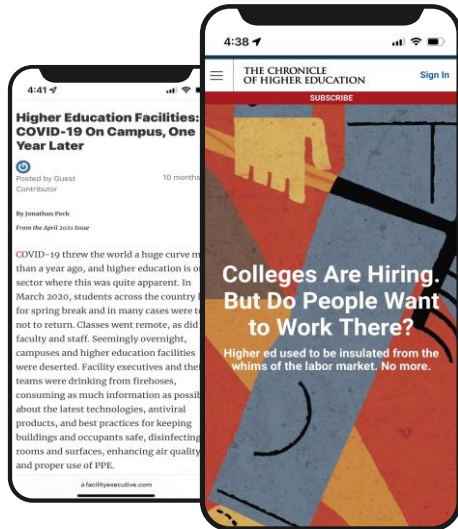 4:41
Higher Education Facilities:
COVID-19 On Campus, One
Year Later
Posted by Guest
Contributor
10 months
By Jonathan Perk
From the April 2021 Issue
COVID-19 threw the world a huge curve
than a year ago, and higher education is
sector where this was quite apparent. In
March 2020, students across the country
for spring break and in many cases were
not to return. Classes went remote, as did
faculty and staff. Seemingly overnight,
campuses and higher education facilities
were deserted. Facility executives and
teams were drinking from firehoses,
consuming as much information as
about the latest technologies, antiviral
products, and best practices for keeping
buildings and occupants safe, disinfecting
rooms and surfaces, enhancing air quality
and proper use of PPE.
facilityexecutive.com
4:38
THE CHRONICLE
OF HIGHER EDUCATION
Sign In
SUBSCRIBE
Colleges Are Hiring.
But Do People Want
to Work There?
Higher ed used to be insulated from the
whims of the labor market. No more.